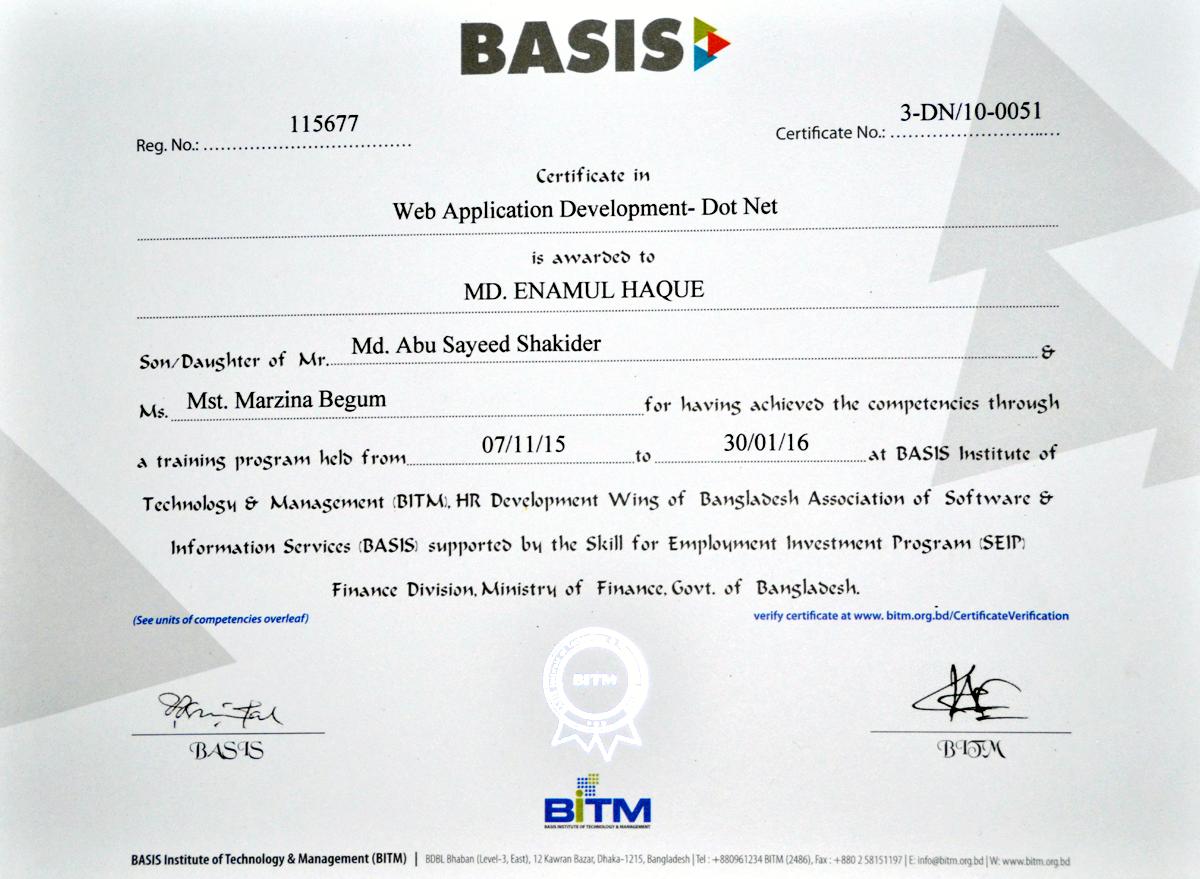 BASIS
115677
3-DN/10-0051
Reg. No.: ...................................
Certificate No.: ..............................
Certificate in
Web Application Development- Dot Net
is awarded to
MD. ENAMUL HAQUE
Son/Daughter of Mr. Md. Abu Sayeed Shakider &
Ms. Mst. Marzina Begum for having achieved the competencies through
a training program held from 07/11/15 to 30/01/16 at BASIS Institute of
Technology & Management (BITM), HR Development Wing of Bangladesh Association of Software &
Information Services (BASIS) supported by the Skill for Employment Investment Program (SEIP)
Finance Division, Ministry of Finance, Govt. of Bangladesh.
(See units of competencies overleaf)
verify certificate at www. bitm.org.bd/CertificateVerification
BITM
BASIS
BITM
BITM
BASIS INSTITUTE OF TECHNOLOGY & MANAGEMENT
BASIS Institute of Technology & Management (BITM) | BDBL Bhaban (Level-3, East), 12 Kawran Bazar, Dhaka-1215, Bangladesh | Tel : +880961234 BITM (2486), Fax : +880 2 58151197 | E: info@bitm.org.bd | W: www.bitm.org.bd